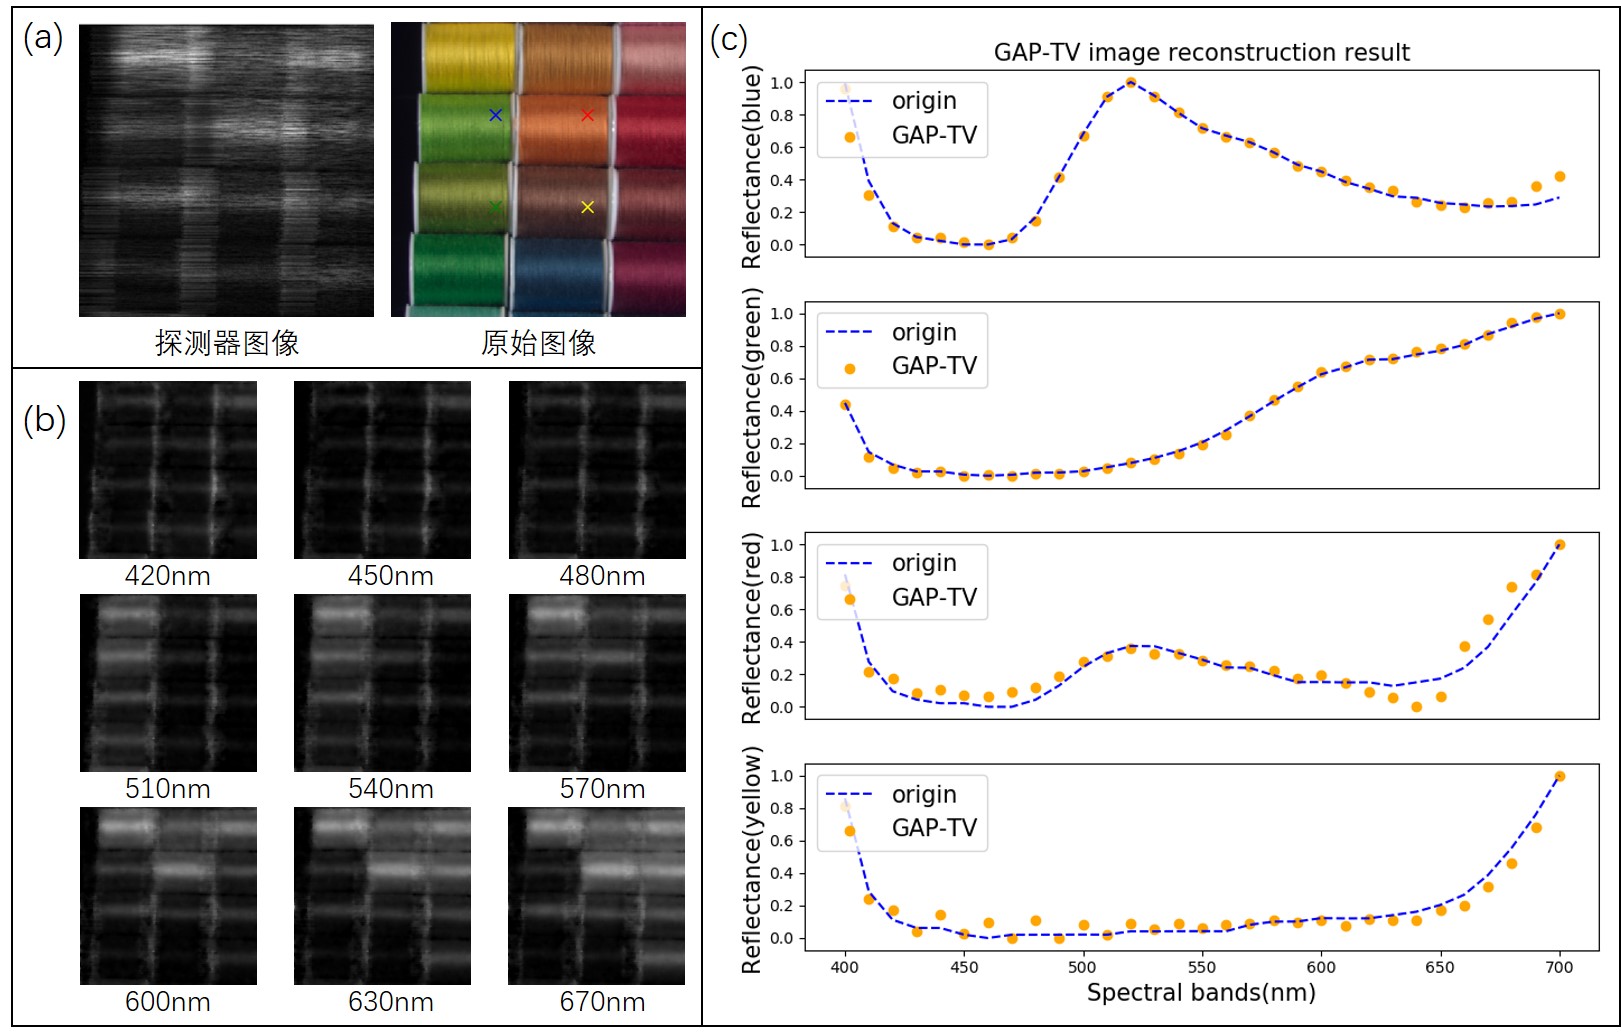 (a)
探测器图像
原始图像
(b)
420nm
450nm
480nm
510nm
540nm
570nm
600nm
630nm
670nm
(c)
GAP-TV image reconstruction result
Reflectance(blue)
1.0
0.8
0.6
0.4
0.2
0.0
origin
GAP-TV
Reflectance(green)
1.0
0.8
0.6
0.4
0.2
0.0
origin
GAP-TV
Reflectance(red)
1.0
0.8
0.6
0.4
0.2
0.0
origin
GAP-TV
Reflectance(yellow)
1.0
0.8
0.6
0.4
0.2
0.0
origin
GAP-TV
400 450 500 550 600 650 700
Spectral bands(nm)